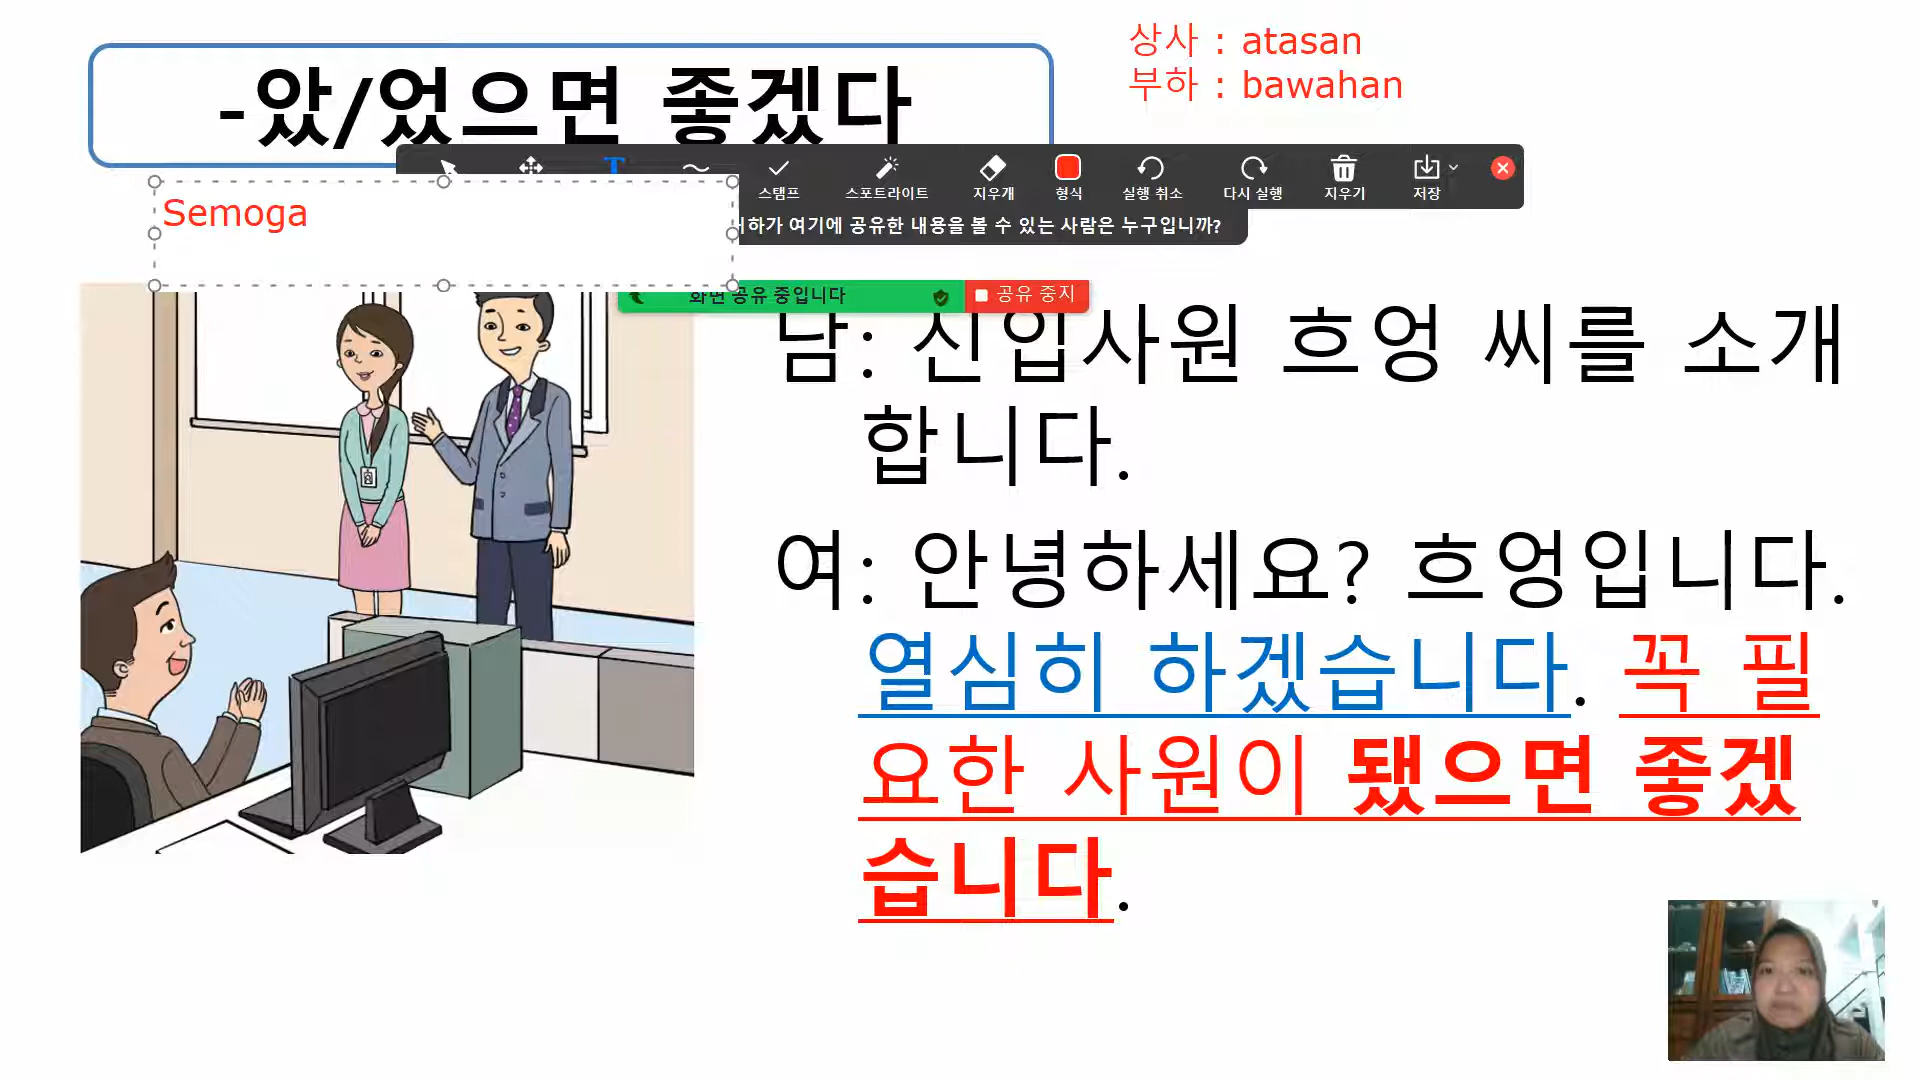 상사 : atasan
부하 : bawahan
-았/었으면 좋겠다
스탬프
스포트라이트
지우개
형식
실행 취소
다시 실행
지우기
저장
Semoga
여기에 공유한 내용을 볼 수 있는 사람은 누구입니까?
화면 공유 중입니다
공유 중지
남: 신입사원 흐엉 씨를 소개
합니다.
여: 안녕하세요? 흐엉입니다.
열심히 하겠습니다. 꼭 필
요한 사원이 됐으면 좋겠
습니다.